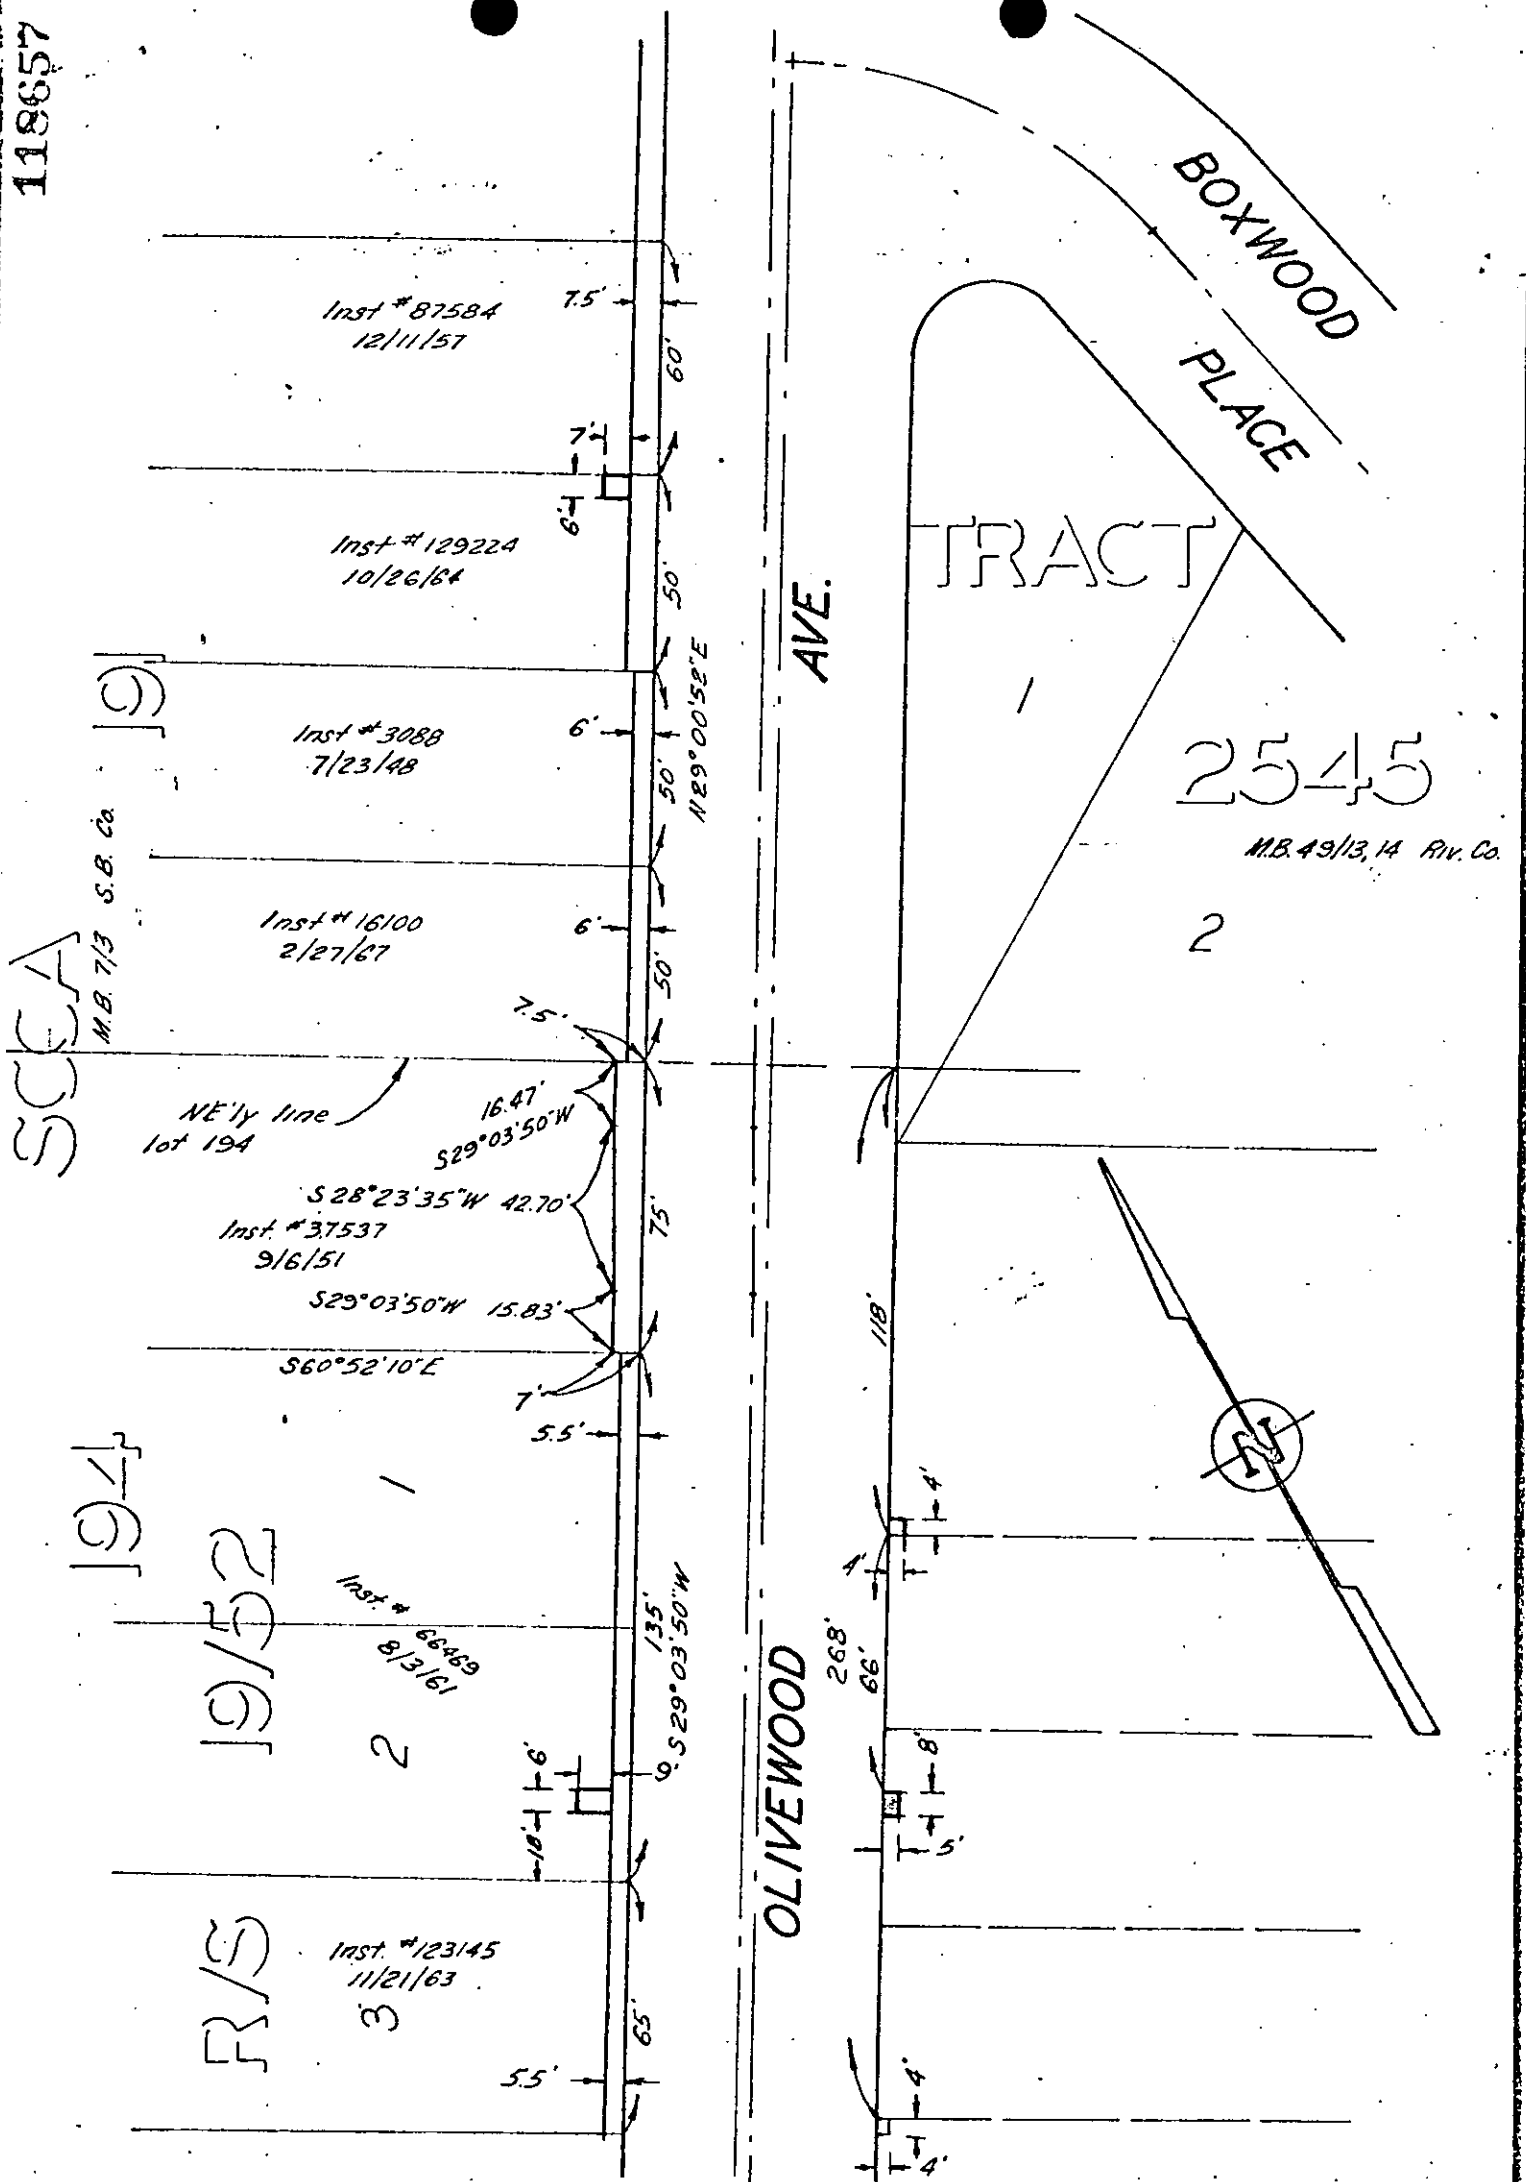 118657
BOXWOOD
PLACE
Inst #87584
12/11/57
7.5'
60'
7'
6'
Inst #129224
10/26/64
50'
AVE.
TRACT
1
2545
M.B. 49/13, 14 Riv. Co.
2
19
Inst #3088
7/23/48
6'
50'
N29°00'52"E
SCCA
M.B. 7/3 S.B. Co.
Inst #16100
2/27/67
6'
50'
7.5'
NE'ly line
lot 194
16.47'
S29°03'50"W
S28°23'35"W 42.70'
Inst. #37537
9/6/51
75'
S29°03'50"W 15.83'
S60°52'10"E
7'
5.5'
118'
N
194
R/S 19/52
1
Inst. #
66469
8/3/61
2
135'
S29°03'50"W
6'
18'
9'
OLIVEWOOD
4'
4'
268'
66'
8'
5'
Inst. #123145
11/21/63
3
65'
5.5'
4'
4'